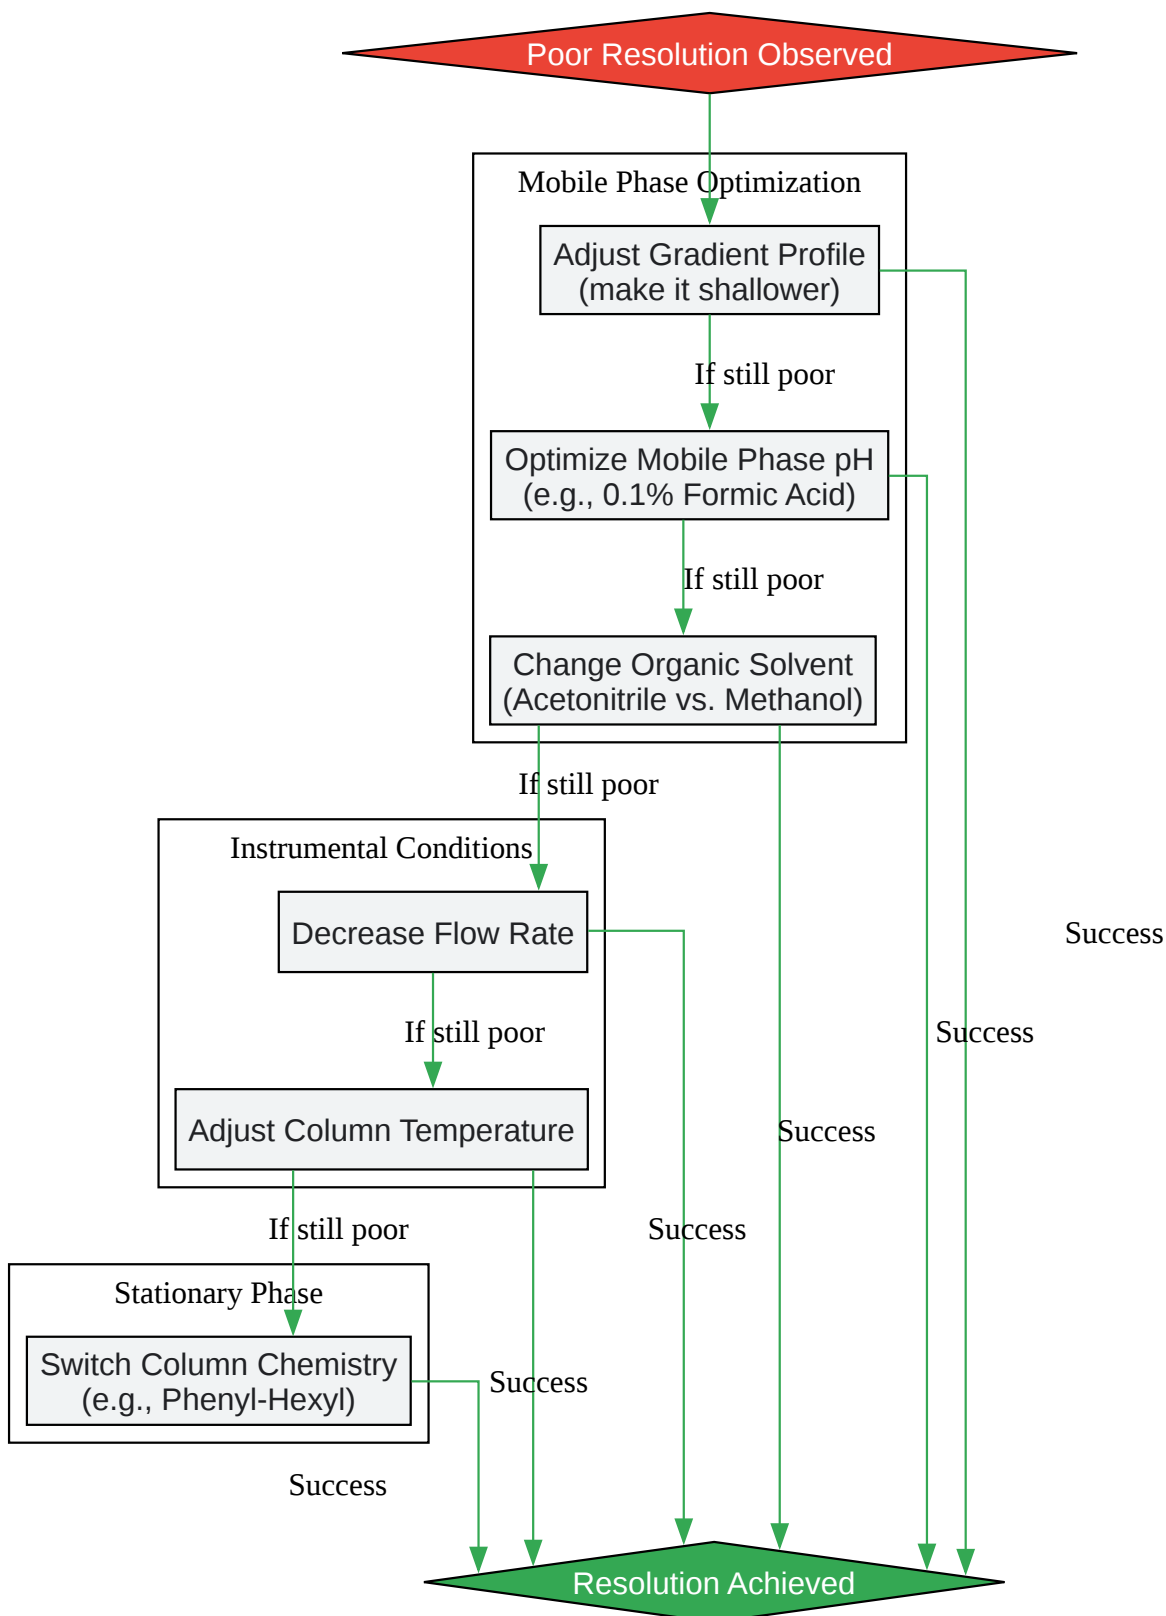 Poor Resolution Observed
Mobile Phase Optimization
Adjust Gradient Profile
(make it shallower)
If still poor
Optimize Mobile Phase pH
(e.g., 0.1% Formic Acid)
If still poor
Change Organic Solvent
(Acetonitrile vs. Methanol)
If still poor
Instrumental Conditions
Decrease Flow Rate
Success
If still poor
Success
Adjust Column Temperature
Success
If still poor
Success
Stationary Phase
Switch Column Chemistry
(e.g., Phenyl-Hexyl)
Success
Success
Resolution Achieved